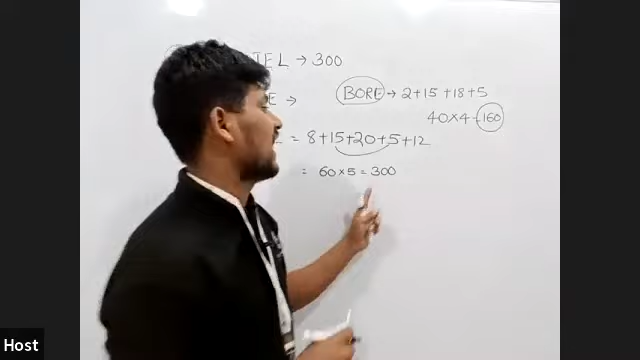 TEL → 300
E →
BORE → 2+15+18+5
40×4-160
= 8+15+20+5+12
= 60×5=300
Host